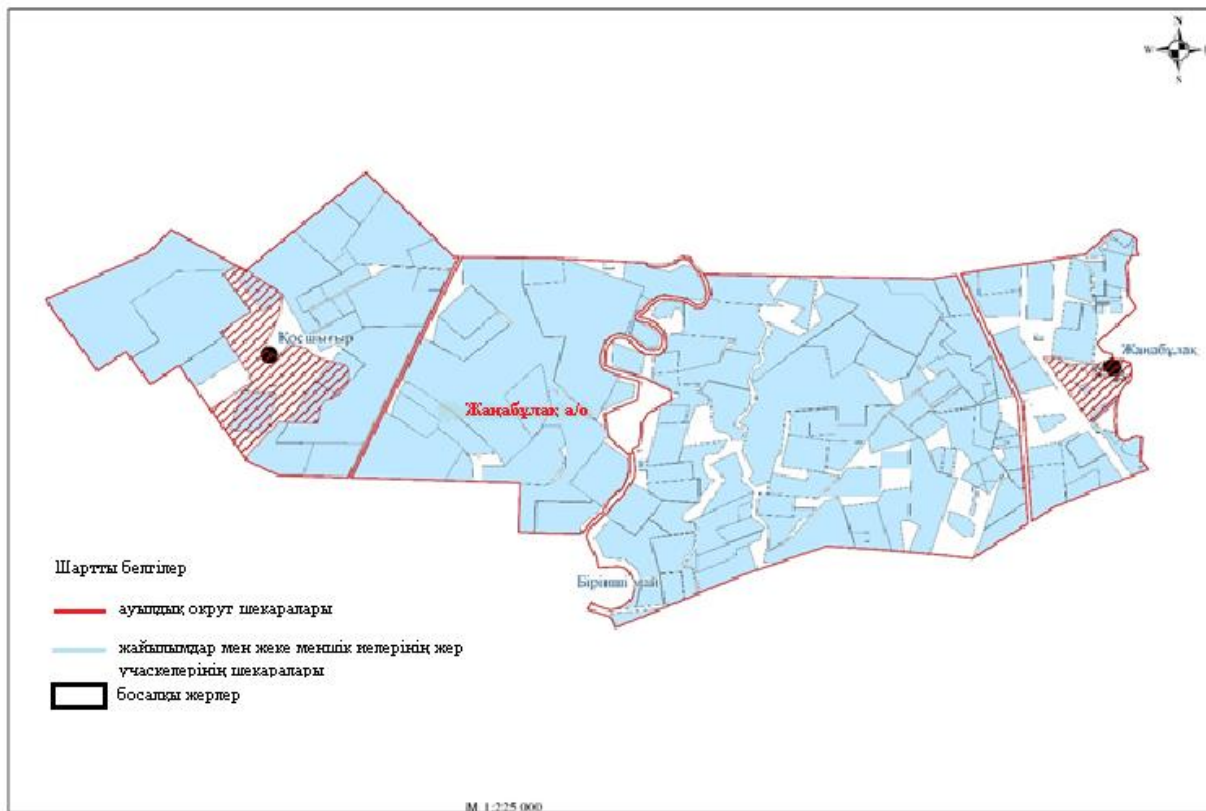 N
W
S
Қосшығыр
Жаңабұлақ
Жаңабұлақ а/о
Бірінші май
Шартты белгілер
ауылдық округ шекаралары
жайылымдар мен жеке меншік иелерінің жер
учаскелерінің шекаралары
босалқы жерлер
М 1:225 000